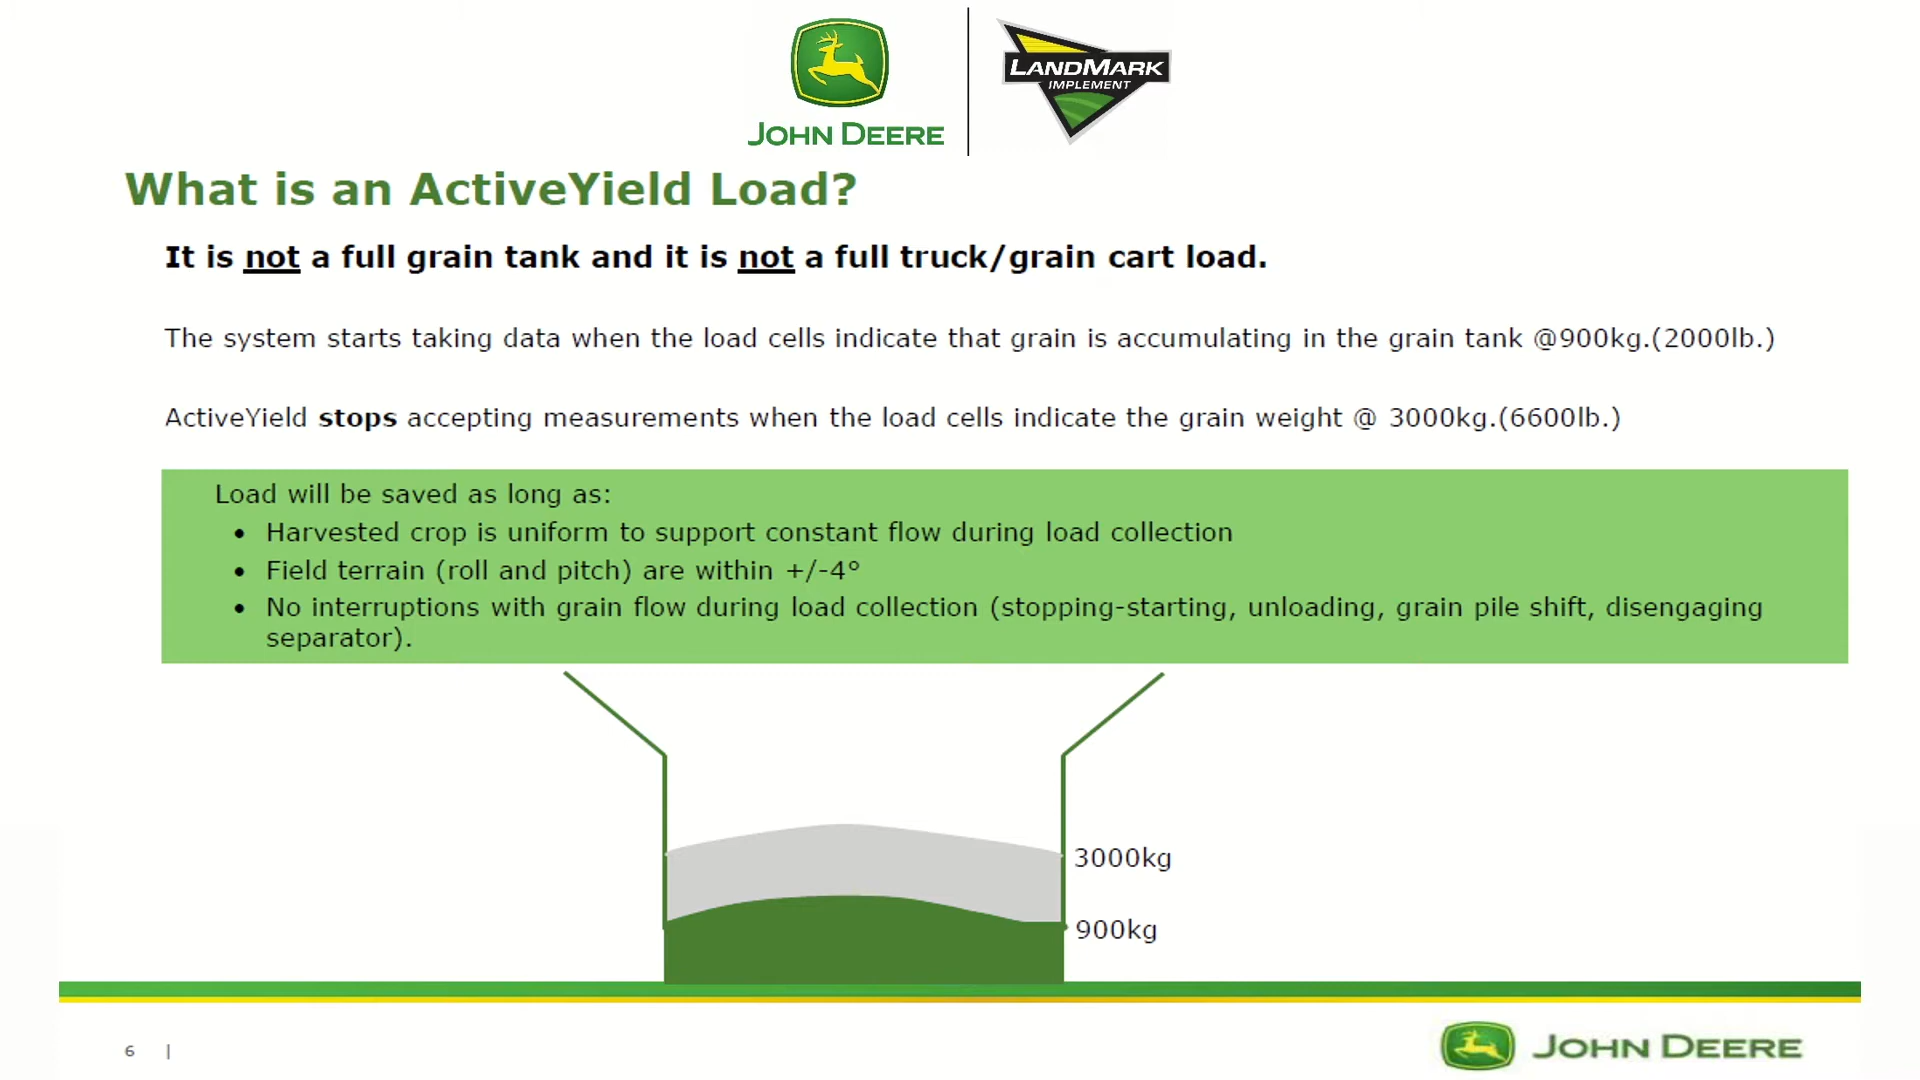 JOHN DEERE
LANDMARK
IMPLEMENT
What is an ActiveYield Load?
It is not a full grain tank and it is not a full truck/grain cart load.
The system starts taking data when the load cells indicate that grain is accumulating in the grain tank @900kg.(2000lb.)
ActiveYield stops accepting measurements when the load cells indicate the grain weight @ 3000kg.(6600lb.)
Load will be saved as long as:
• Harvested crop is uniform to support constant flow during load collection
• Field terrain (roll and pitch) are within +/-4°
• No interruptions with grain flow during load collection (stopping-starting, unloading, grain pile shift, disengaging
separator).
3000kg
900kg
6 |
JOHN DEERE